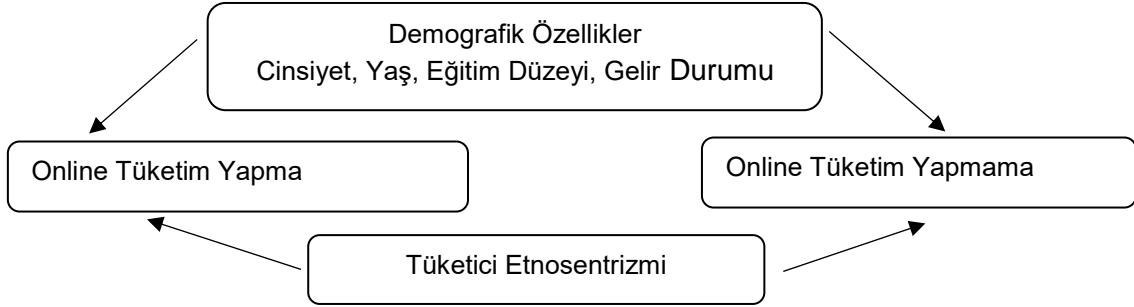 Demografik Özellikler
Cinsiyet, Yaş, Eğitim Düzeyi, Gelir Durumu
Online Tüketim Yapma
Online Tüketim Yapmama
Tüketici Etnosentrizmi